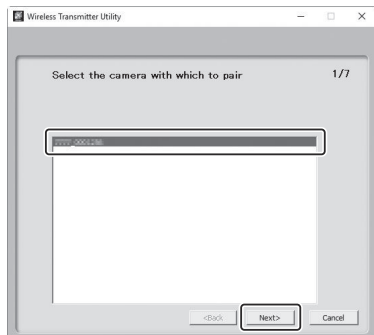 Wireless Transmitter Utility
Select the camera with which to pair 1/7
<Back Next> Cancel